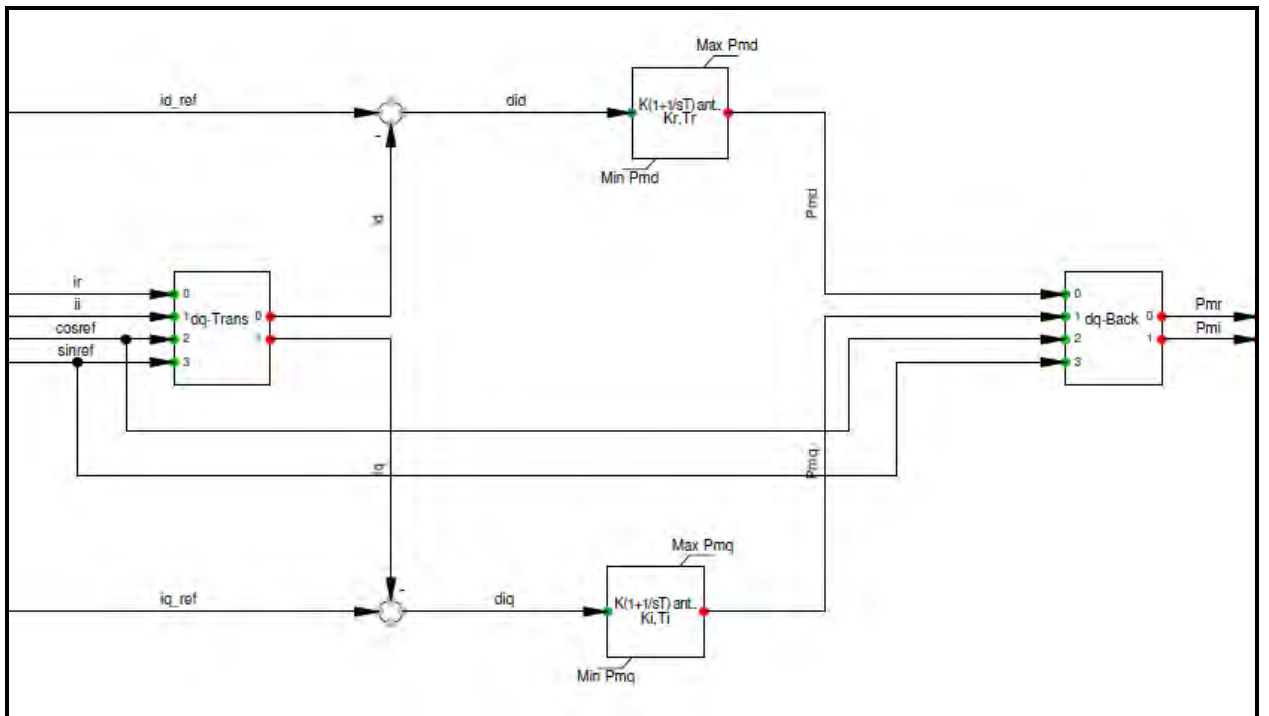 Max Pmd
id_ref
did
K(1+1/sT) ant..
Kr,Tr
-
Min Pmd
id
Pmd
ir
ii
cosref
sinref
0
1
2
3
dq-Trans
0
1
0
1
2
3
dq-Back
0
1
Pmr
Pmi
iq
Pmq
Max Pmq
-
iq_ref
diq
K(1+1/sT) ant..
Ki,Ti
Min Pmq